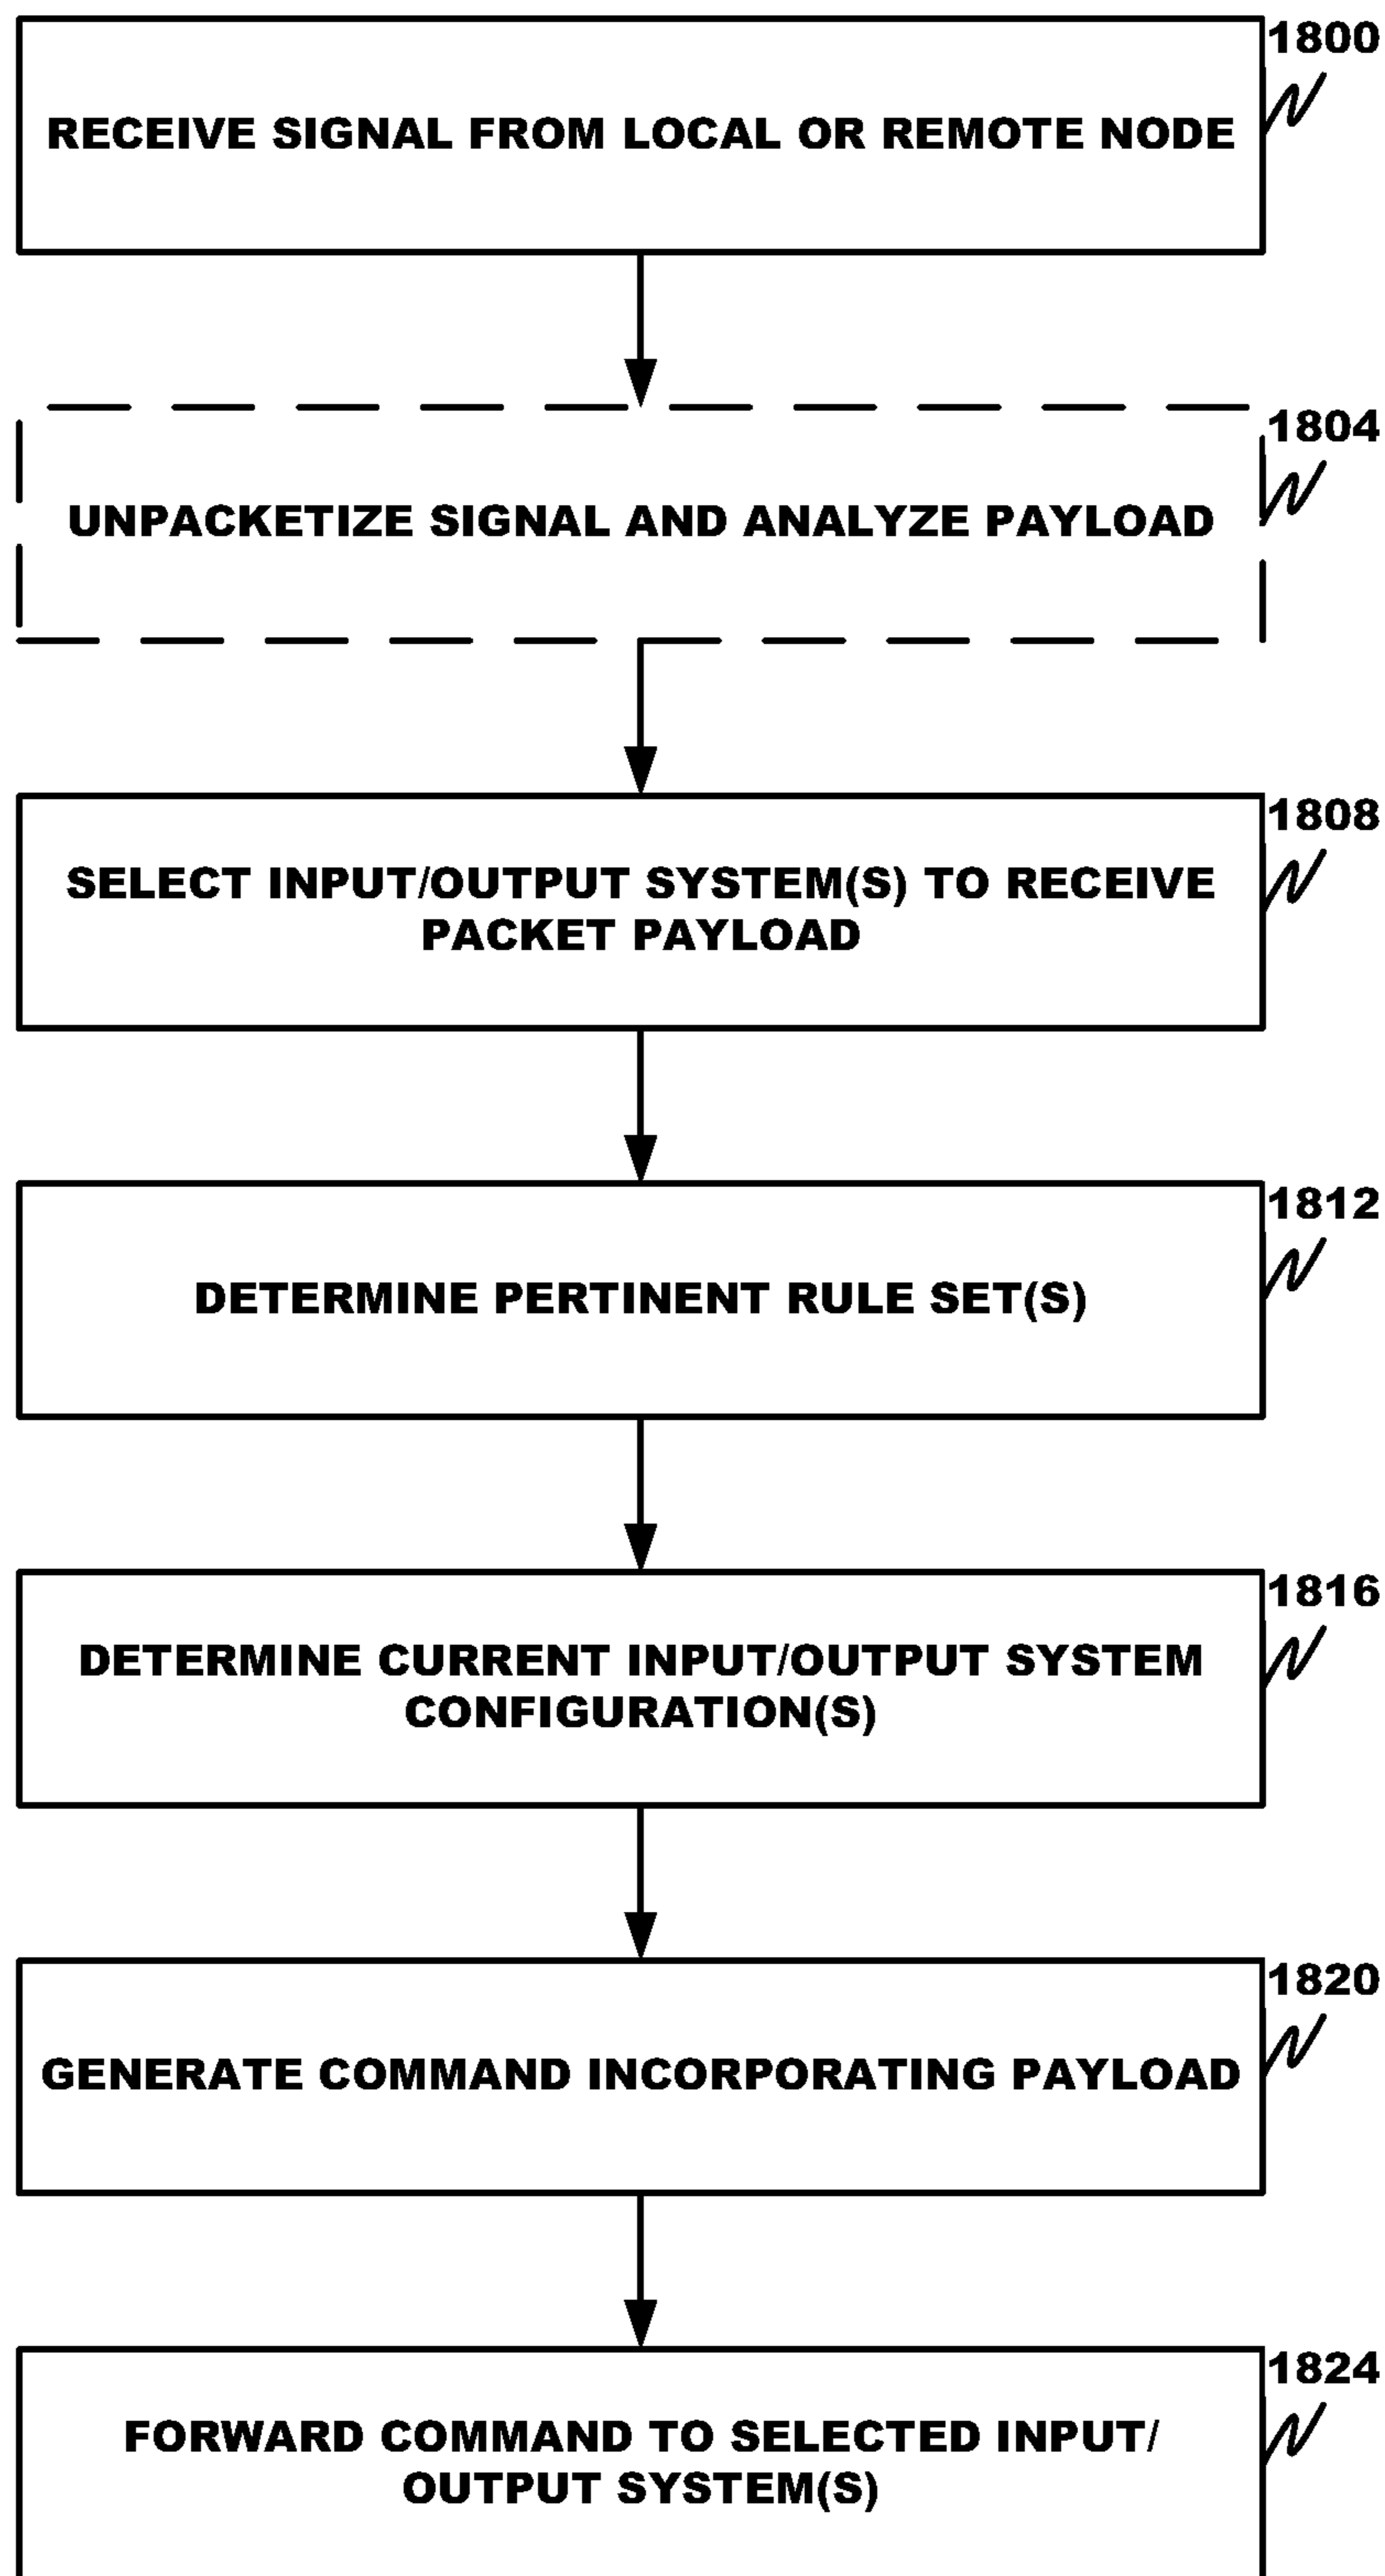 1800
RECEIVE SIGNAL FROM LOCAL OR REMOTE NODE
1804
UNPACKETIZE SIGNAL AND ANALYZE PAYLOAD
1808
SELECT INPUT/OUTPUT SYSTEM(S) TO RECEIVE
PACKET PAYLOAD
1812
DETERMINE PERTINENT RULE SET(S)
1816
DETERMINE CURRENT INPUT/OUTPUT SYSTEM
CONFIGURATION(S)
1820
GENERATE COMMAND INCORPORATING PAYLOAD
1824
FORWARD COMMAND TO SELECTED INPUT/
OUTPUT SYSTEM(S)